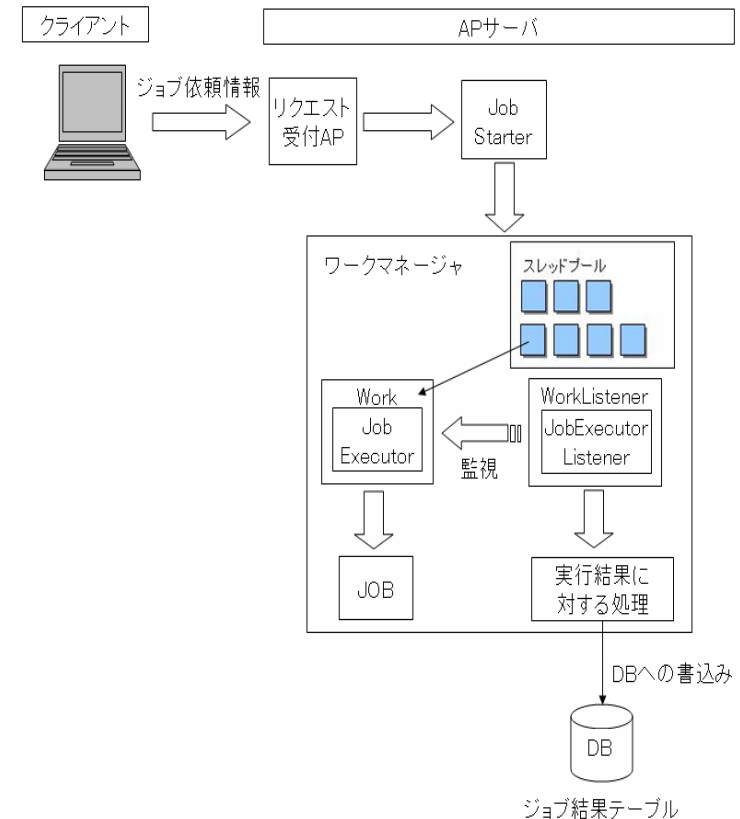 クライアント
APサーバ
ジョブ依頼情報
リクエスト
受付AP
Job
Starter
ワークマネージャ
スレッドプール
Work
Job
Executor
監視
WorkListener
JobExecutor
Listener
JOB
実行結果に
対する処理
DBへの書込み
DB
ジョブ結果テーブル